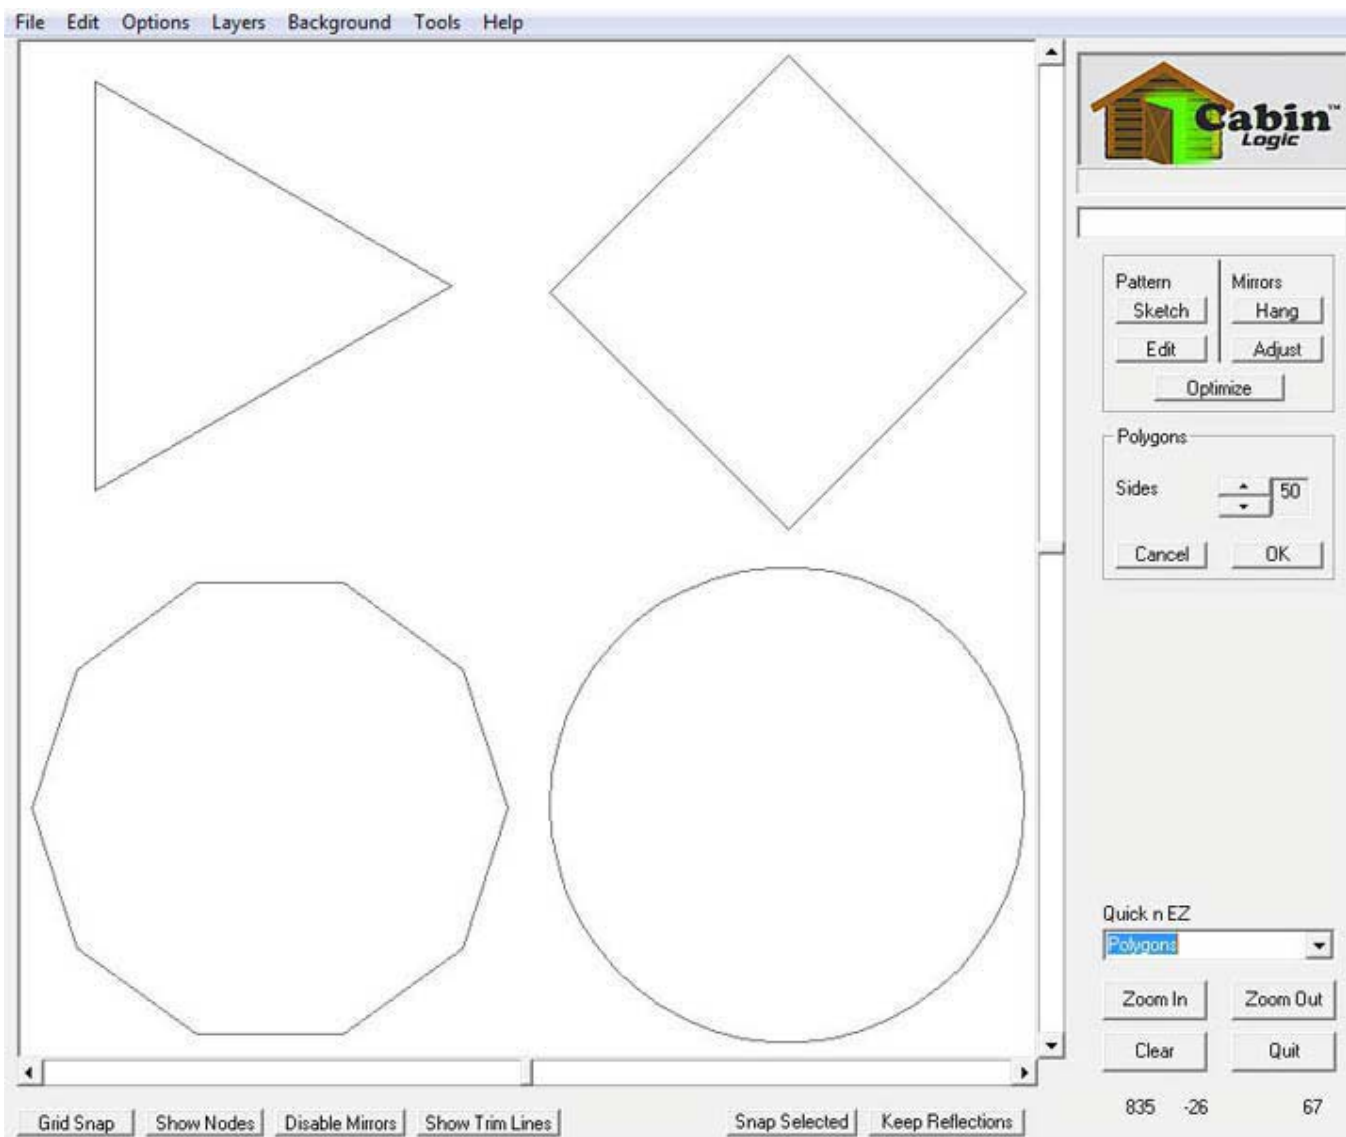 File Edit Options Layers Background Tools Help
Cabin™
Logic
Pattern Mirrors
Sketch Hang
Edit Adjust
Optimize
Polygons
Sides 50
Cancel OK
Quick n EZ
Polygons
Zoom In Zoom Out
Clear Quit
835 -26 67
Grid Snap Show Nodes Disable Mirrors Show Trim Lines Snap Selected Keep Reflections